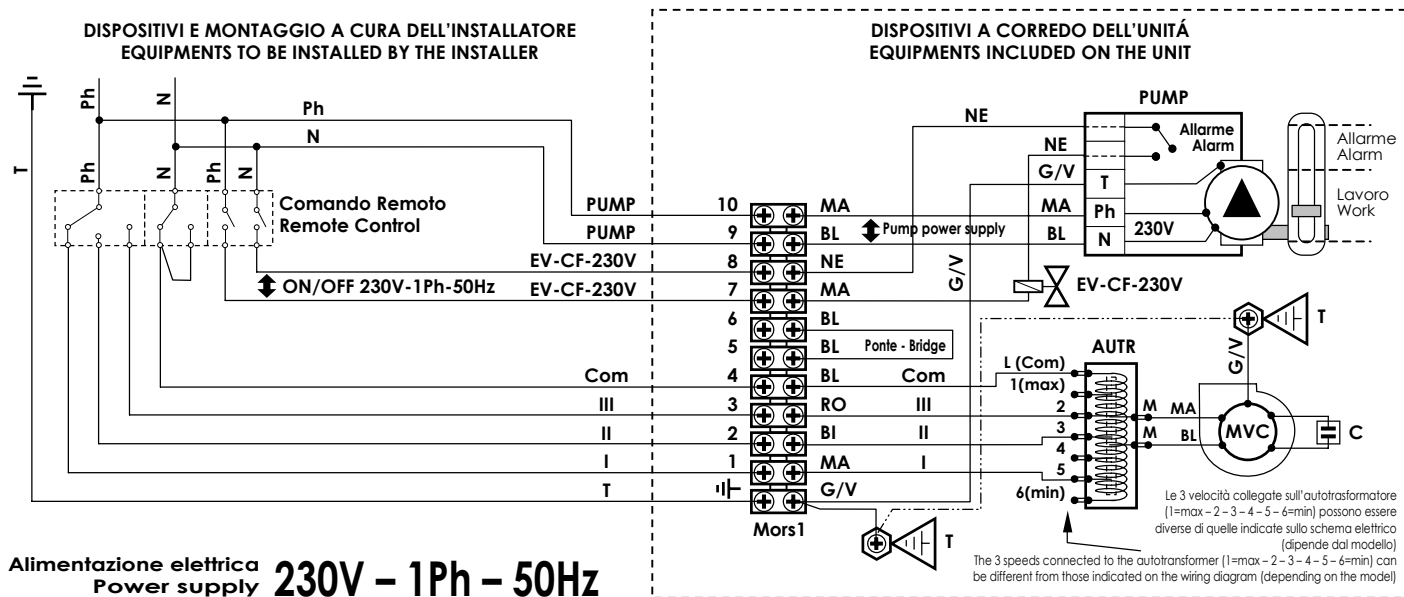 DISPOSITIVI E MONTAGGIO A CURA DELL'INSTALLATORE
EQUIPMENTS TO BE INSTALLED BY THE INSTALLER
DISPOSITIVI A CORREDO DELL'UNITÁ
EQUIPMENTS INCLUDED ON THE UNIT
Ph
N
Ph
N
T
Ph
N
Ph
N
Comando Remoto
Remote Control
ON/OFF 230V-1Ph-50Hz
PUMP
PUMP
EV-CF-230V
EV-CF-230V
Com
III
II
I
T
10
9
8
7
6
5
4
3
2
1
Mors1
MA
BL
NE
MA
BL
BL
BL
RO
BI
MA
G/V
Pump power supply
Ponte - Bridge
Com
III
II
I
NE
NE
G/V
MA
BL
G/V
PUMP
Allarme
Alarm
T
Ph
N
230V
Allarme
Alarm
Lavoro
Work
EV-CF-230V
T
G/V
AUTR
L (Com)
1(max)
2
3
4
5
6(min)
M
MA
M
BL
MVC
C
T
Le 3 velocità collegate sull'autotrasformatore
(1=max – 2 – 3 – 4 – 5 – 6=min) possono essere
diverse di quelle indicate sullo schema elettrico
(dipende dal modello)
The 3 speeds connected to the autotransformer (1=max – 2 – 3 – 4 – 5 – 6=min) can
be different from those indicated on the wiring diagram (depending on the model)
Alimentazione elettrica
Power supply
230V – 1Ph – 50Hz